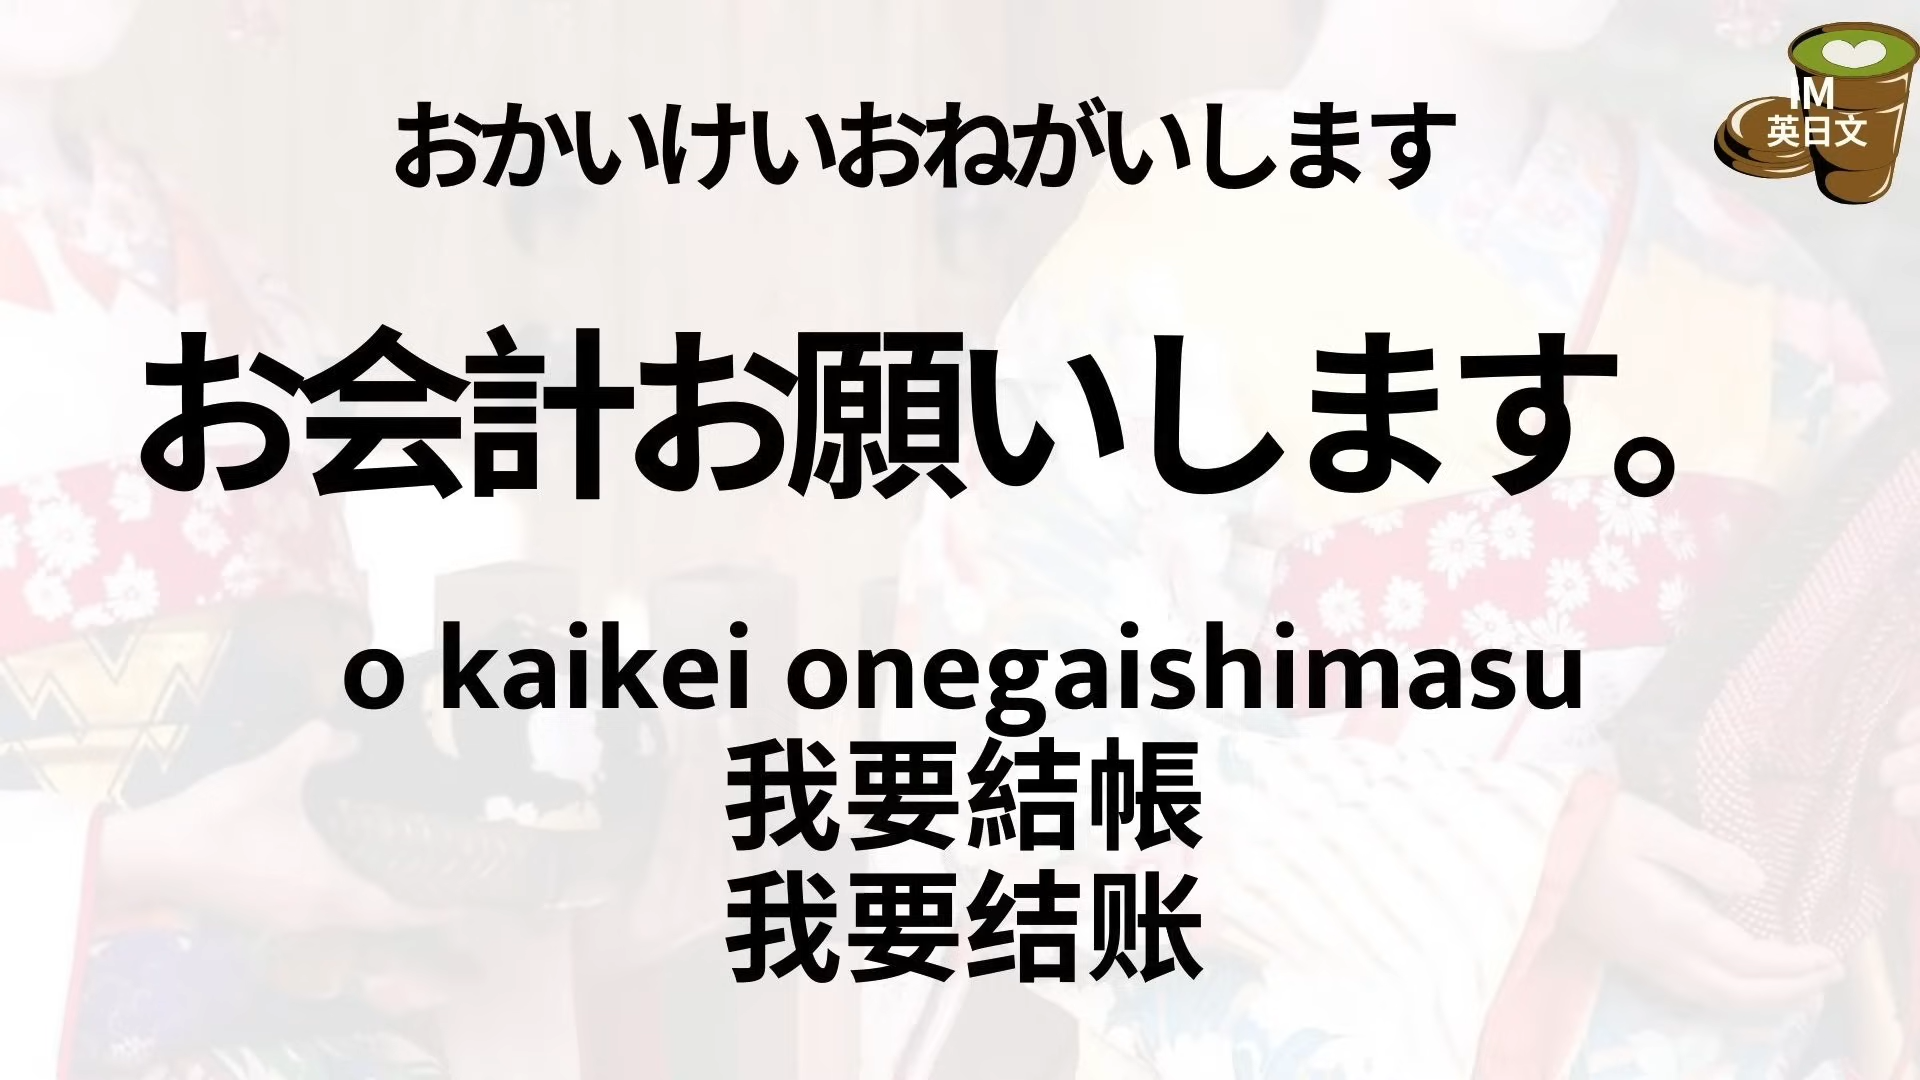 おかいけいおねがいします
IM
英日文
お会計お願いします。
o kaikei onegaishimasu
我要結帳
我要结账